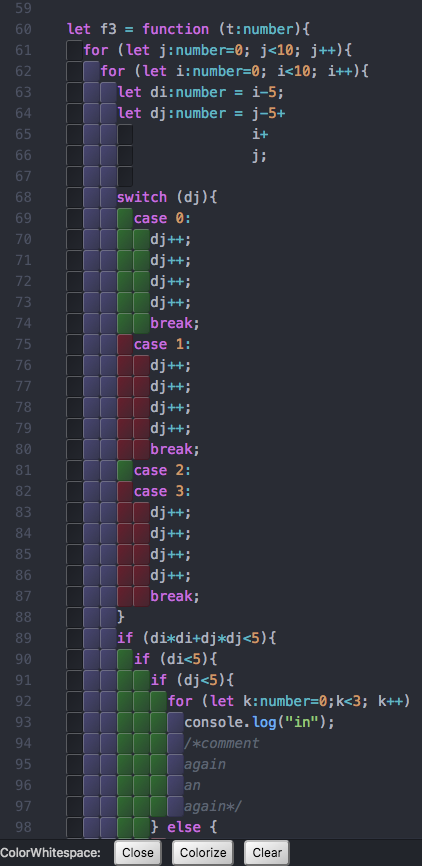 59
60 let f3 = function (t:number){
61 for (let j:number=0; j<10; j++){
62 for (let i:number=0; i<10; i++){
63 let di:number = i-5;
64 let dj:number = j-5+
65 i+
66 j;
67
68 switch (dj){
69 case 0:
70 dj++;
71 dj++;
72 dj++;
73 dj++;
74 break;
75 case 1:
76 dj++;
77 dj++;
78 dj++;
79 dj++;
80 break;
81 case 2:
82 case 3:
83 dj++;
84 dj++;
85 dj++;
86 dj++;
87 break;
88 }
89 if (di*di+dj*dj<5){
90 if (di<5){
91 if (dj<5){
92 for (let k:number=0;k<3; k++)
93 console.log("in");
94 /*comment
95 again
96 an
97 again*/
98 } else {
ColorWhitespace: Close Colorize Clear